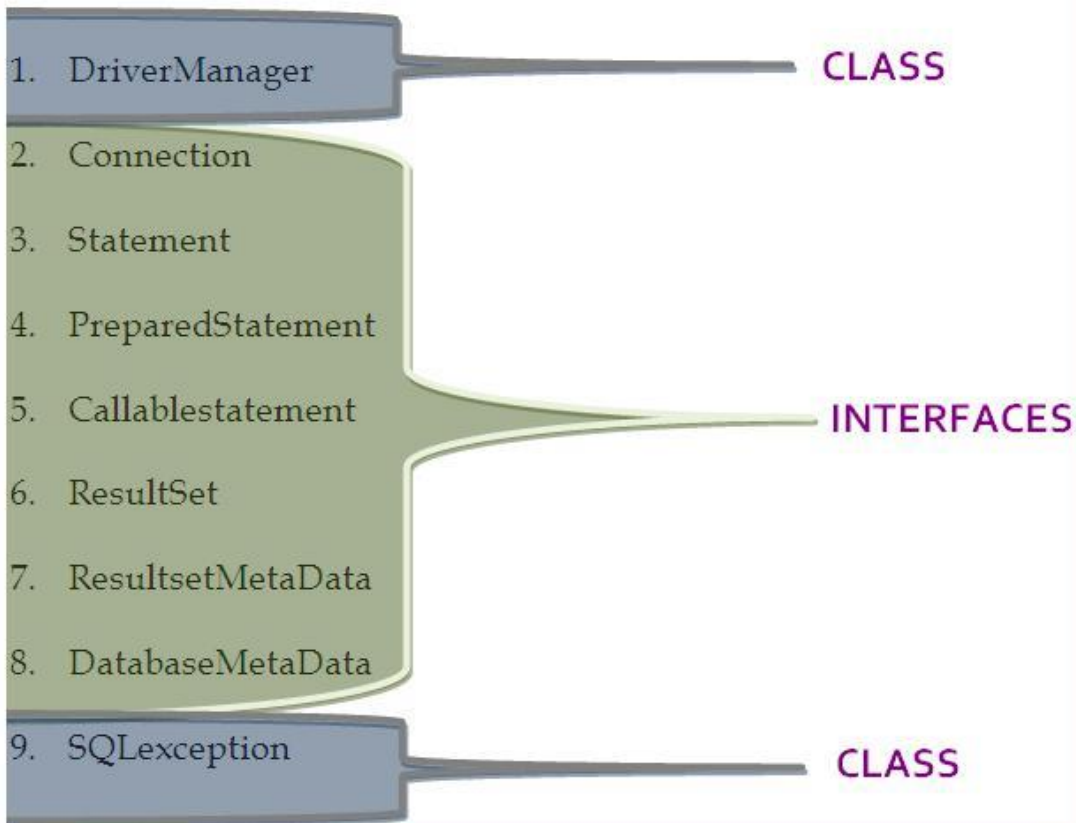 1. DriverManager CLASS
2. Connection
3. Statement
4. PreparedStatement
5. Callablestatement INTERFACES
6. ResultSet
7. ResultsetMetaData
8. DatabaseMetaData
9. SQLexception CLASS